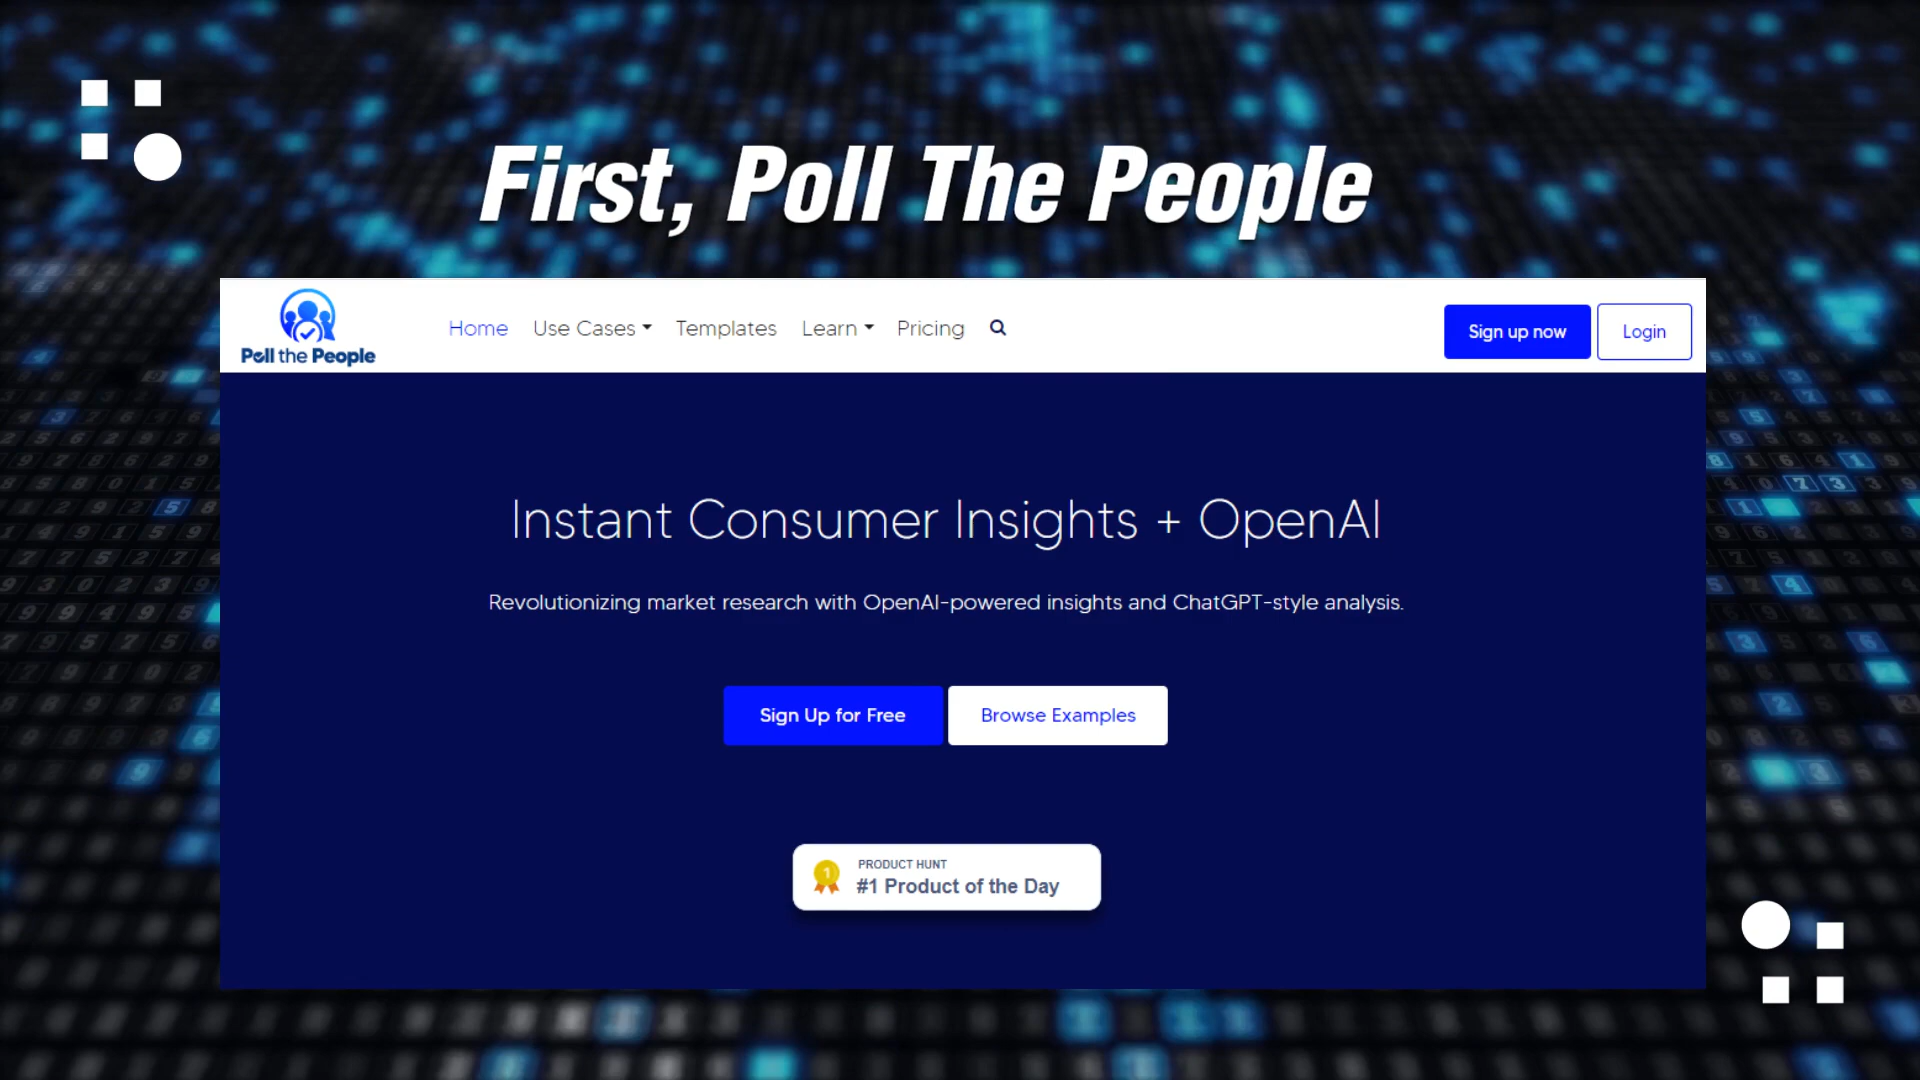 First, Poll The People
Poll the People
Home Use Cases Templates Learn Pricing
Sign up now
Login
Instant Consumer Insights + OpenAI
Revolutionizing market research with OpenAI-powered insights and ChatGPT-style analysis.
Sign Up for Free
Browse Examples
1
PRODUCT HUNT
#1 Product of the Day